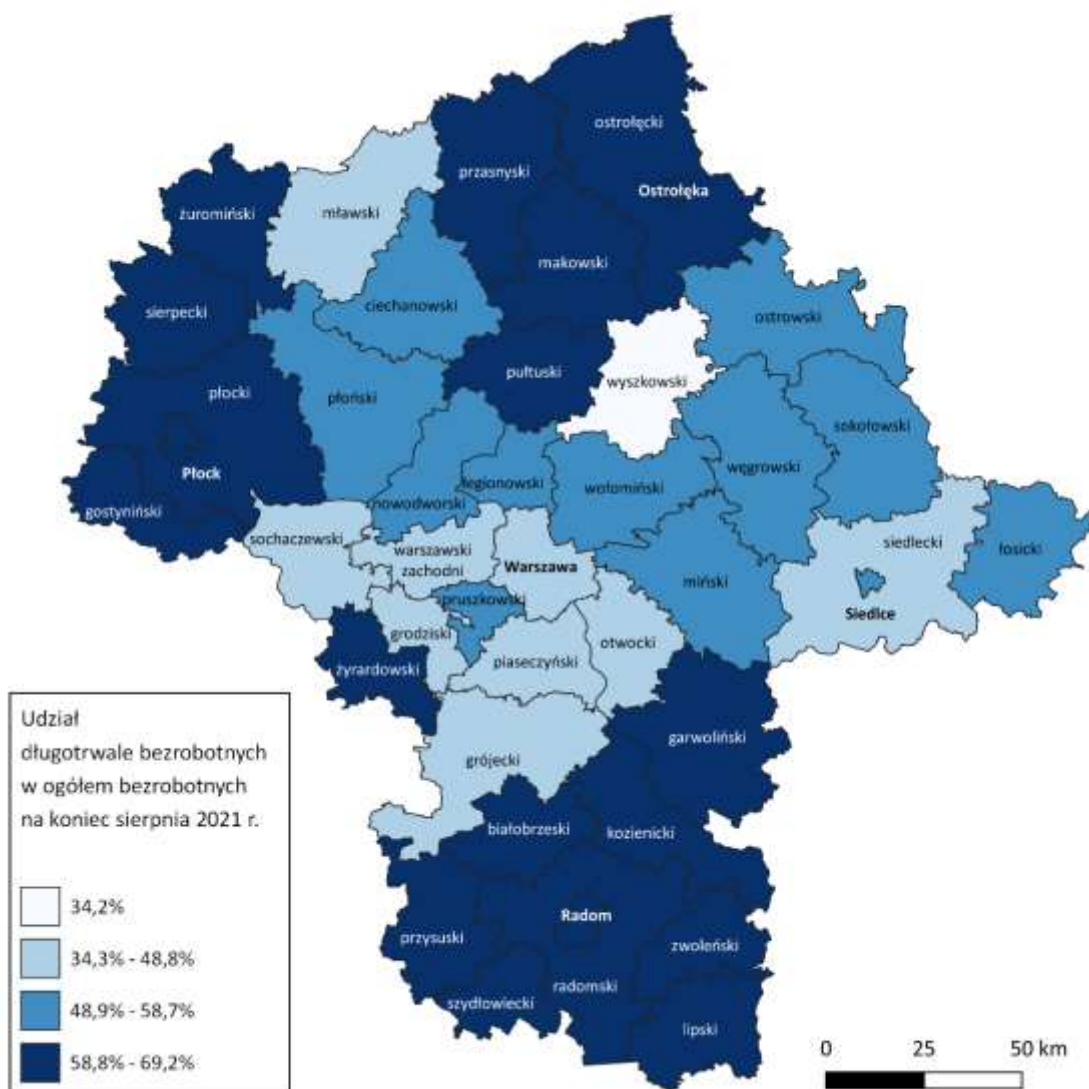 ostrołęcki
przasnyski
Ostrołęka
żuromiński
mławski
makowski
ciechanowski
sierpecki
ostrowski
pułtuski
wyszkowski
płocki
płoński
sokołowski
węgrowski
legionowski
wołomiński
Płock
nowodworski
gostyniński
sochaczewski
siedlecki
łosicki
warszawski
zachodni
Warszawa
miński
pruszkowski
Siedlce
grodziski
otwocki
piaseczyński
żyrardowski
garwoliński
grójecki
białobrzeski
kozienicki
Radom
przysuski
zwoleński
radomski
szydłowiecki
lipski
Udział
długotrwale bezrobotnych
w ogółem bezrobotnych
na koniec sierpnia 2021 r.
34,2%
34,3% - 48,8%
48,9% - 58,7%
58,8% - 69,2%
0 25 50 km